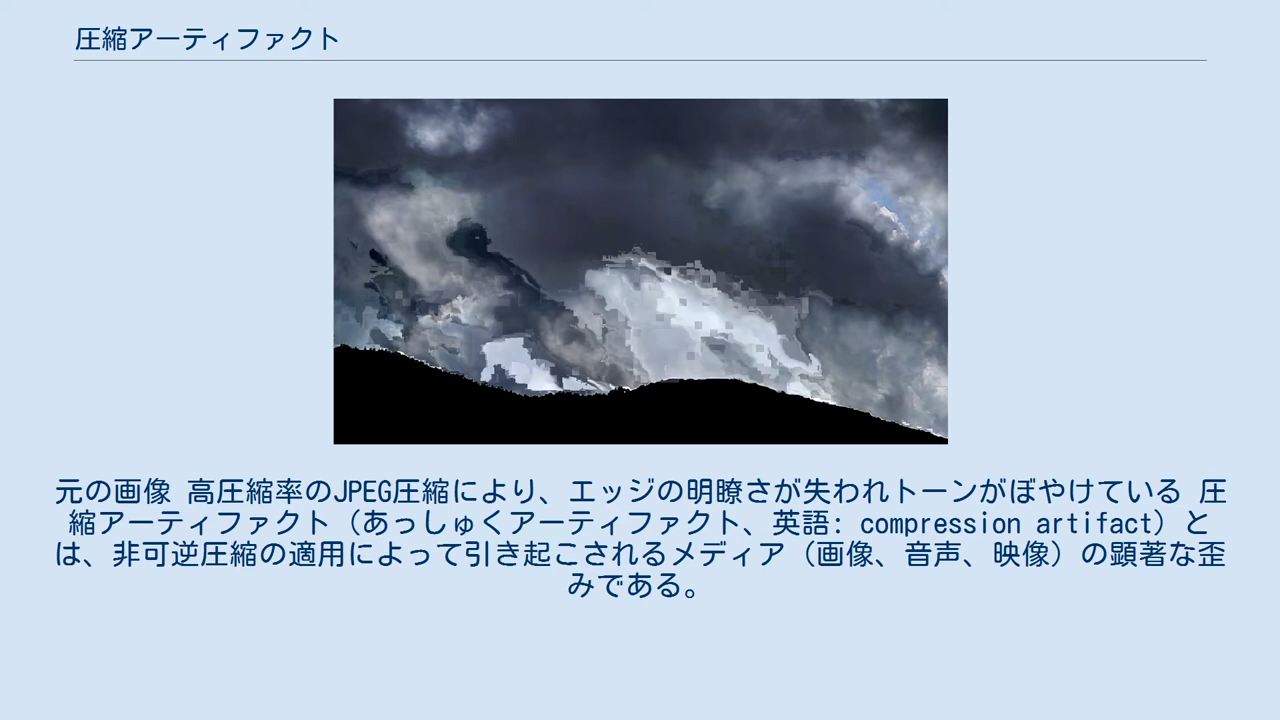 圧縮アーティファクト
元の画像 高圧縮率のJPEG圧縮により、エッジの明瞭さが失われトーンがぼやけている 圧
縮アーティファクト（あっしゅくアーティファクト、英語: compression artifact）と
は、非可逆圧縮の適用によって引き起こされるメディア（画像、音声、映像）の顕著な歪
みである。